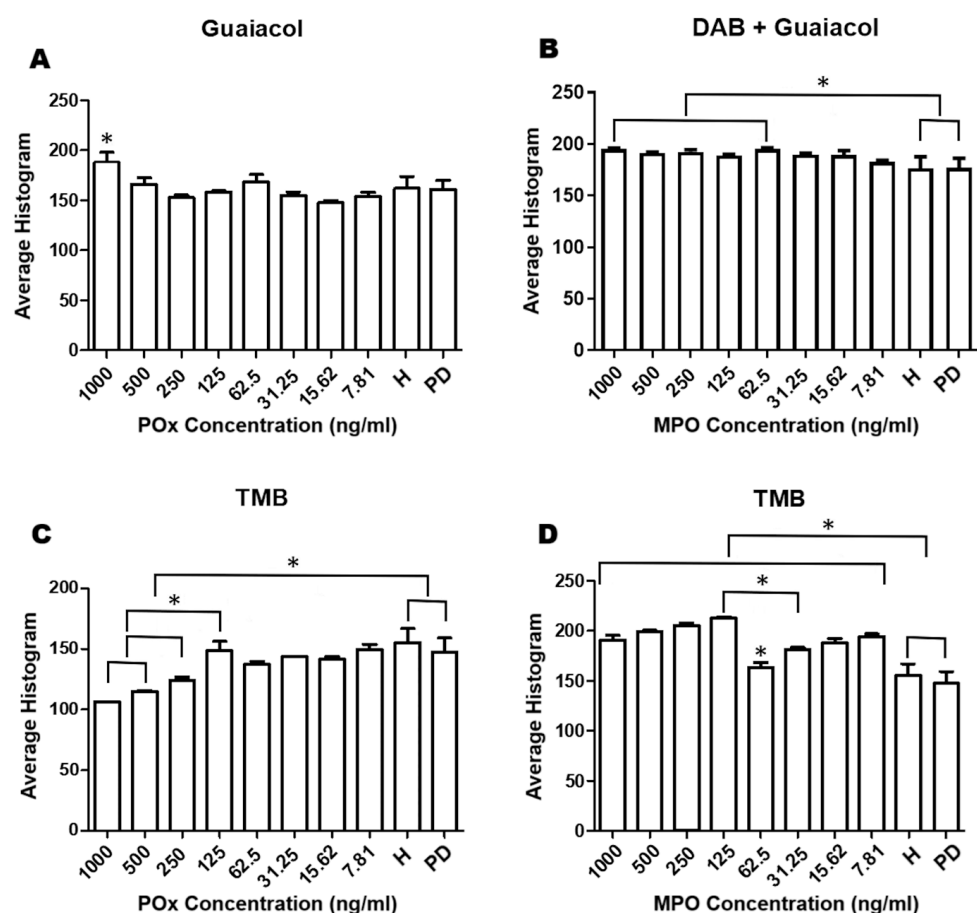 Guaiacol
A
Average Histogram
250
200
150
100
50
0
*
1000
500
250
125
62.5
31.25
15.62
7.81
H
PD
POx Concentration (ng/ml)
DAB + Guaiacol
B
Average Histogram
250
200
150
100
50
0
*
1000
500
250
125
62.5
31.25
15.62
7.81
H
PD
MPO Concentration (ng/ml)
TMB
C
Average Histogram
200
150
100
50
0
*
*
1000
500
250
125
62.5
31.25
15.62
7.81
H
PD
POx Concentration (ng/ml)
TMB
D
Average Histogram
250
200
150
100
50
0
*
*
*
1000
500
250
125
62.5
31.25
15.62
7.81
H
PD
MPO Concentration (ng/ml)